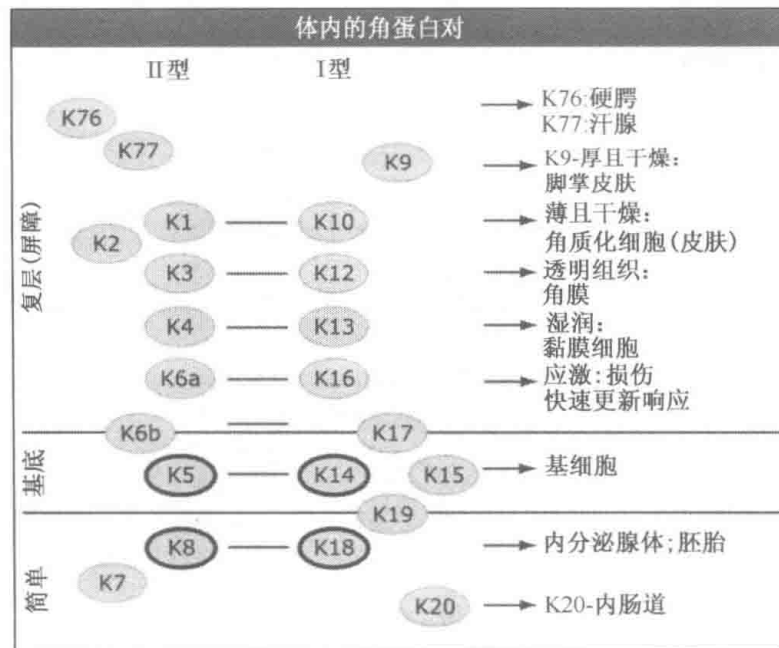 体内的角蛋白对
II型 I型
K76 K76:硬腭
K77 K77:汗腺
K9 K9-厚且干燥:
脚掌皮肤
K1 K10 薄且干燥:
K2 角质化细胞(皮肤)
K3 K12 透明组织:
角膜
K4 K13 湿润:
黏膜细胞
K6a K16 应激:损伤
快速更新响应
复层(屏障)
K6b K17
基底
K5 K14 K15 基细胞
K19
简单
K8 K18 内分泌腺体;胚胎
K7
K20 K20-内肠道